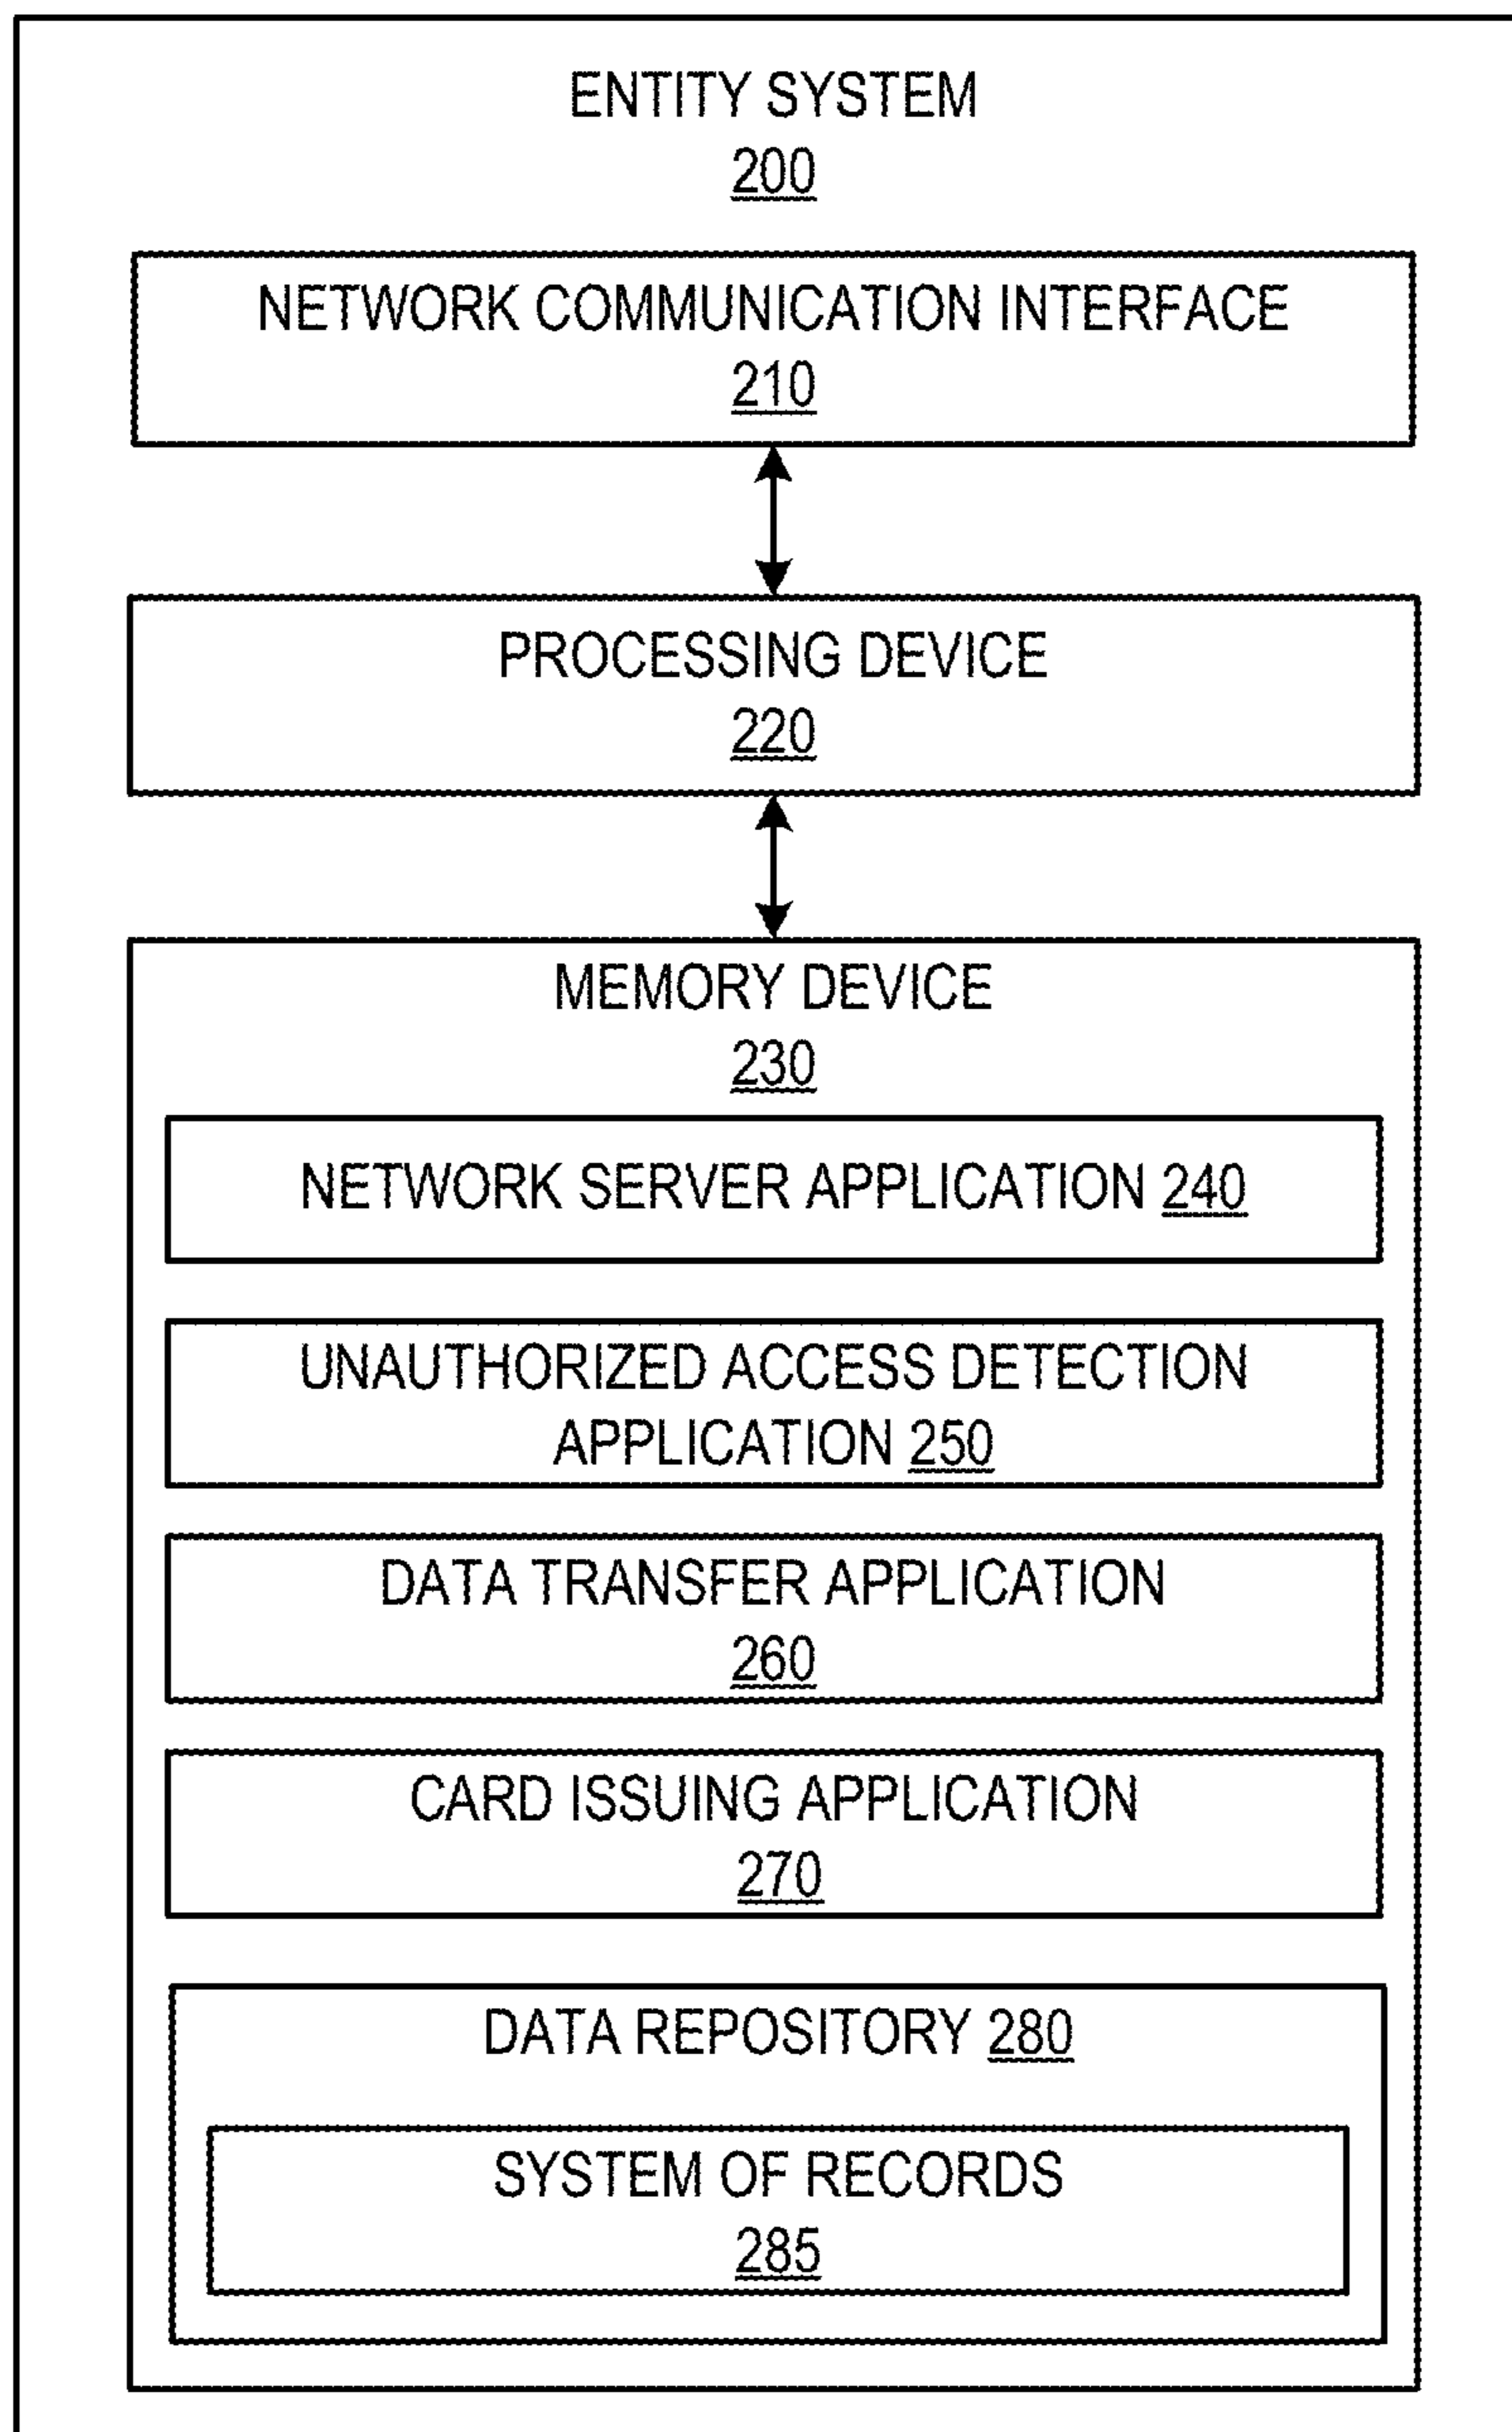 ENTITY SYSTEM
200
NETWORK COMMUNICATION INTERFACE
210
PROCESSING DEVICE
220
MEMORY DEVICE
230
NETWORK SERVER APPLICATION 240
UNAUTHORIZED ACCESS DETECTION
APPLICATION 250
DATA TRANSFER APPLICATION
260
CARD ISSUING APPLICATION
270
DATA REPOSITORY 280
SYSTEM OF RECORDS
285